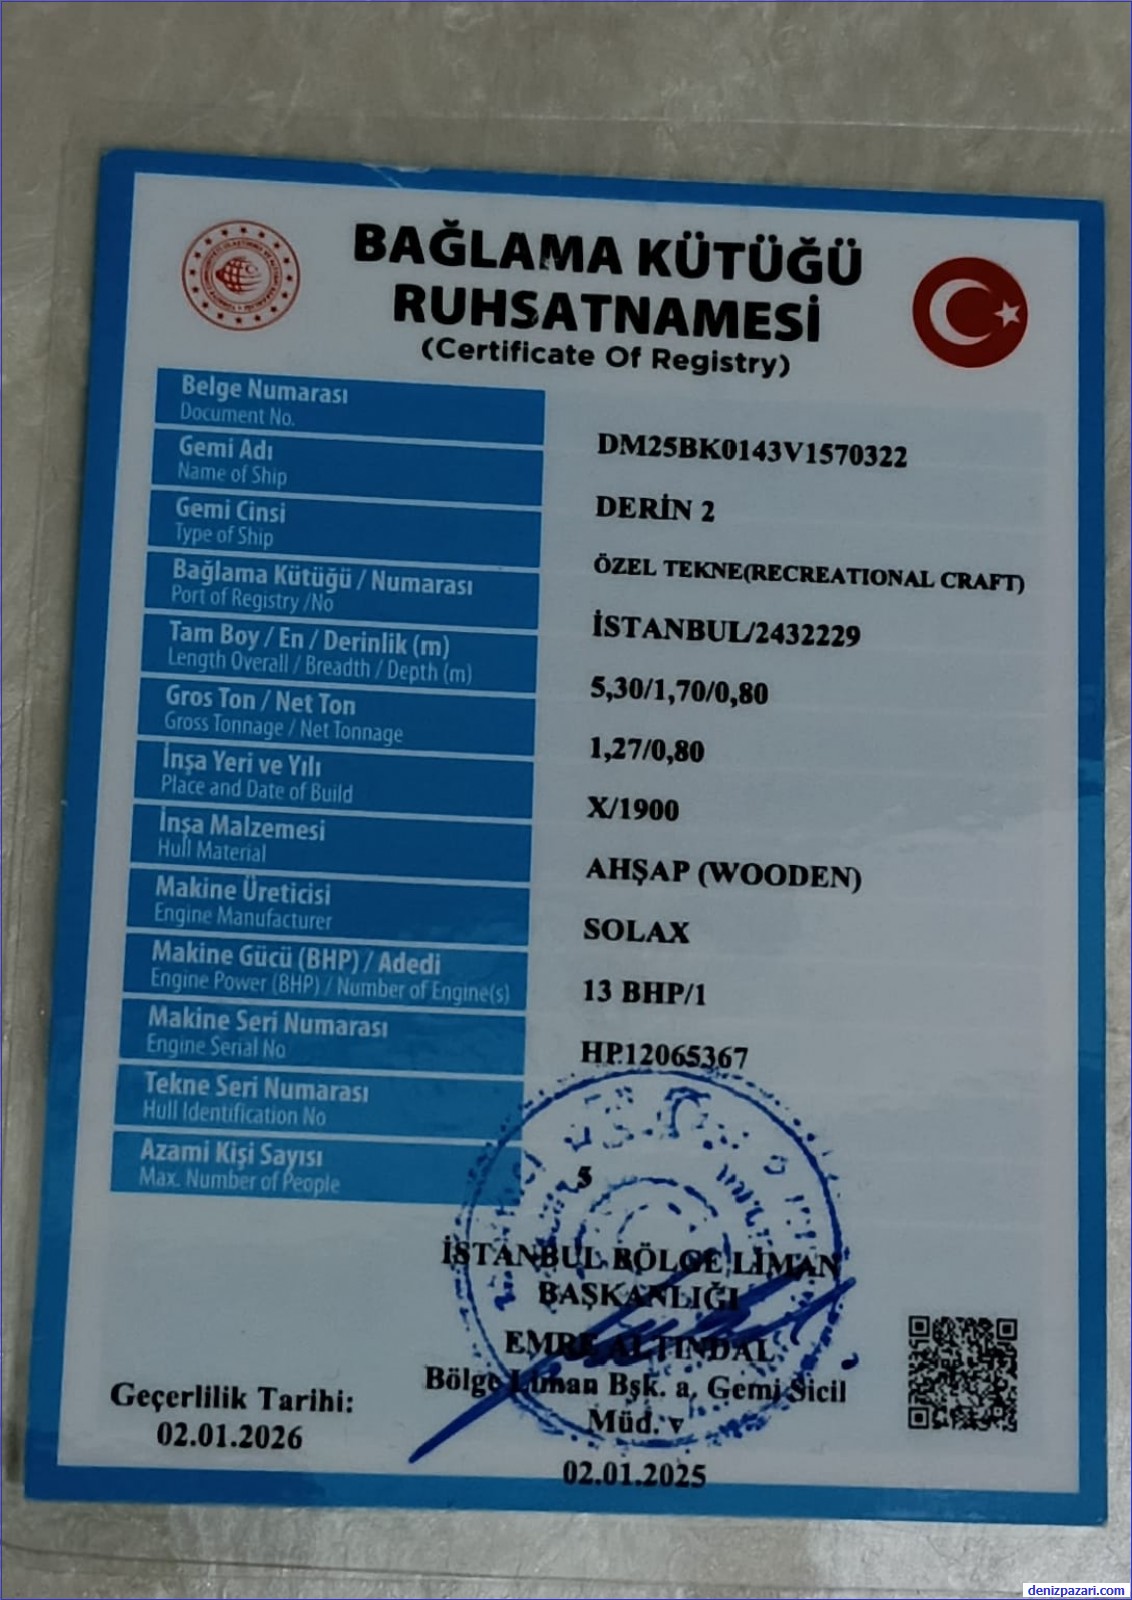 BAĞLAMA KÜTÜĞÜ
RUHSATNAMESİ
(Certificate Of Registry)
Belge Numarası
Document No.
DM25BK0143V1570322
Gemi Adı
Name of Ship
DERİN 2
Gemi Cinsi
Type of Ship
ÖZEL TEKNE(RECREATIONAL CRAFT)
Bağlama Kütüğü / Numarası
Port of Registry /No
İSTANBUL/2432229
Tam Boy / En / Derinlik (m)
Length Overall / Breadth / Depth (m)
5,30/1,70/0,80
Gros Ton / Net Ton
Gross Tonnage / Net Tonnage
1,27/0,80
İnşa Yeri ve Yılı
Place and Date of Build
X/1900
İnşa Malzemesi
Hull Material
AHŞAP (WOODEN)
Makine Üreticisi
Engine Manufacturer
SOLAX
Makine Gücü (BHP) / Adedi
Engine Power (BHP) / Number of Engine(s)
13 BHP/1
Makine Seri Numarası
Engine Serial No
HP.12065367
Tekne Seri Numarası
Hull Identification No
Azami Kişi Sayısı
Max. Number of People
5
İSTANBUL BÖLGE LİMAN
BAŞKANLIĞI
EMRE ALTINDAL
Bölge Liman Bşk. a. Gemi Sicil
Müd. v
02.01.2025
Geçerlilik Tarihi:
02.01.2026
denizpazari.com